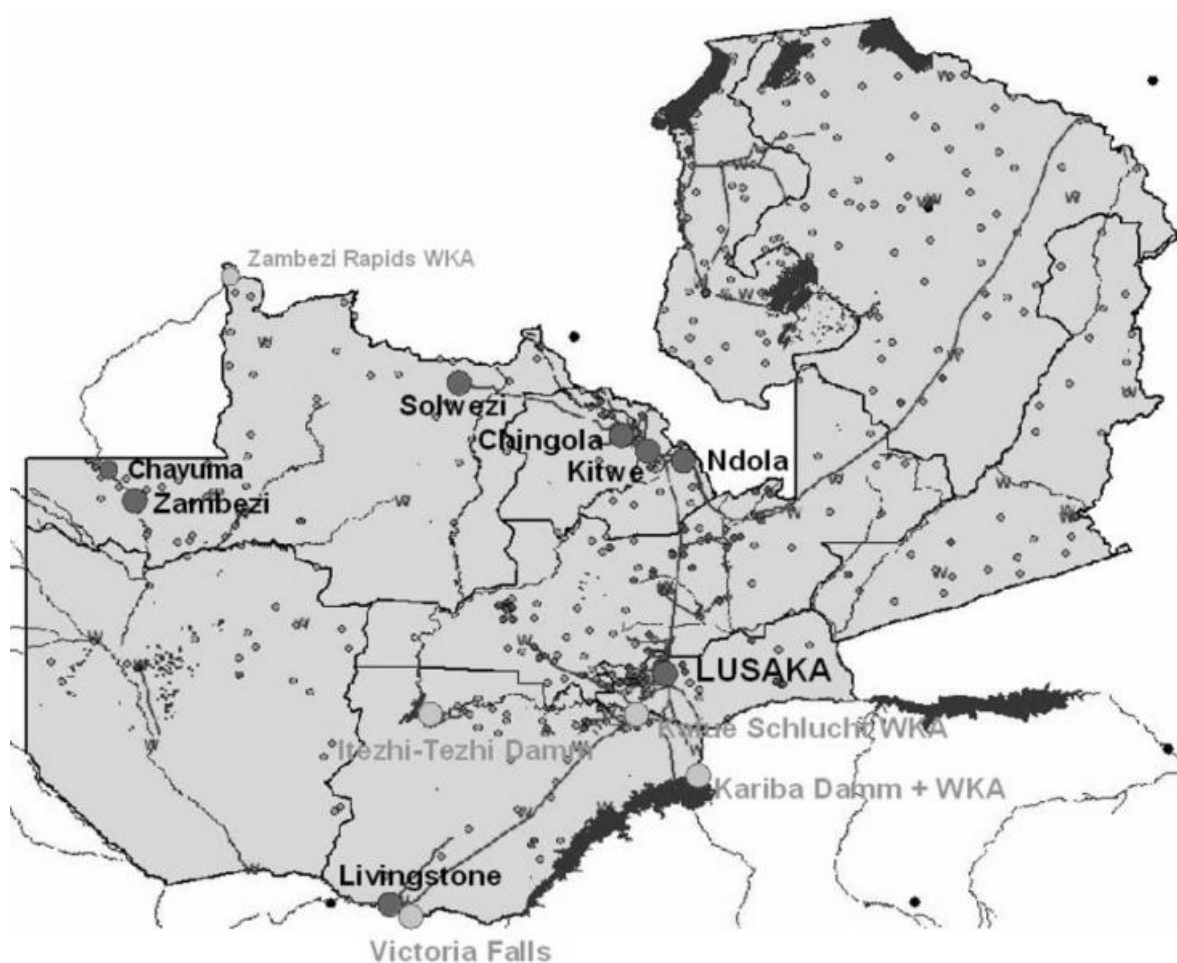 Zambezi Rapids WKA
Solwezi
Chingola
Kitwe
Ndola
Chayuma
Zambezi
LUSAKA
Kafue Schlucht WKA
Itezhi-Tezhi Damm
Kariba Damm + WKA
Livingstone
Victoria Falls